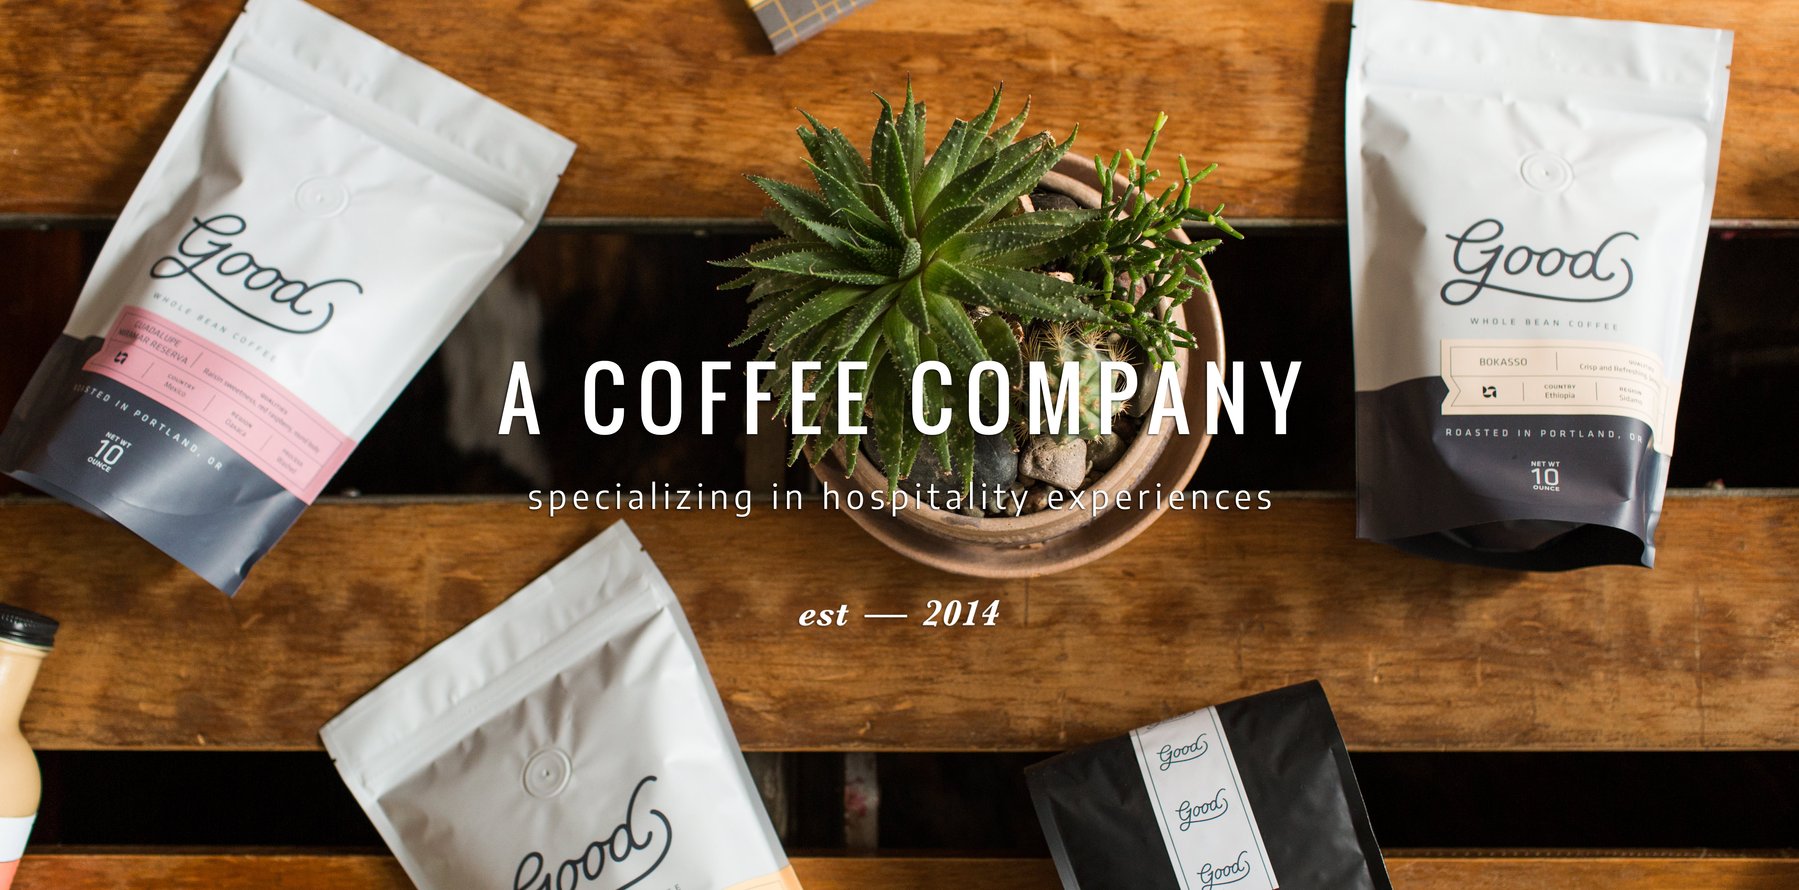 Good
WHOLE BEAN COFFEE
GUADALUPE
MIRAMAR RESERVA
QUALITIES
Raisin sweetness, red raspberry, round body
COUNTRY
Mexico
REGION
Oaxaca
PROCESS
Washed
ROASTED IN PORTLAND, OR
NET WT
10
OUNCE
Good
WHOLE BEAN COFFEE
BOKASSO
QUALITIES
Crisp and Refreshing,
COUNTRY
Ethiopia
REGION
Sidamo
ROASTED IN PORTLAND, OR
NET WT
10
OUNCE
A COFFEE COMPANY
specializing in hospitality experiences
est — 2014
Good
Good
Good
Good